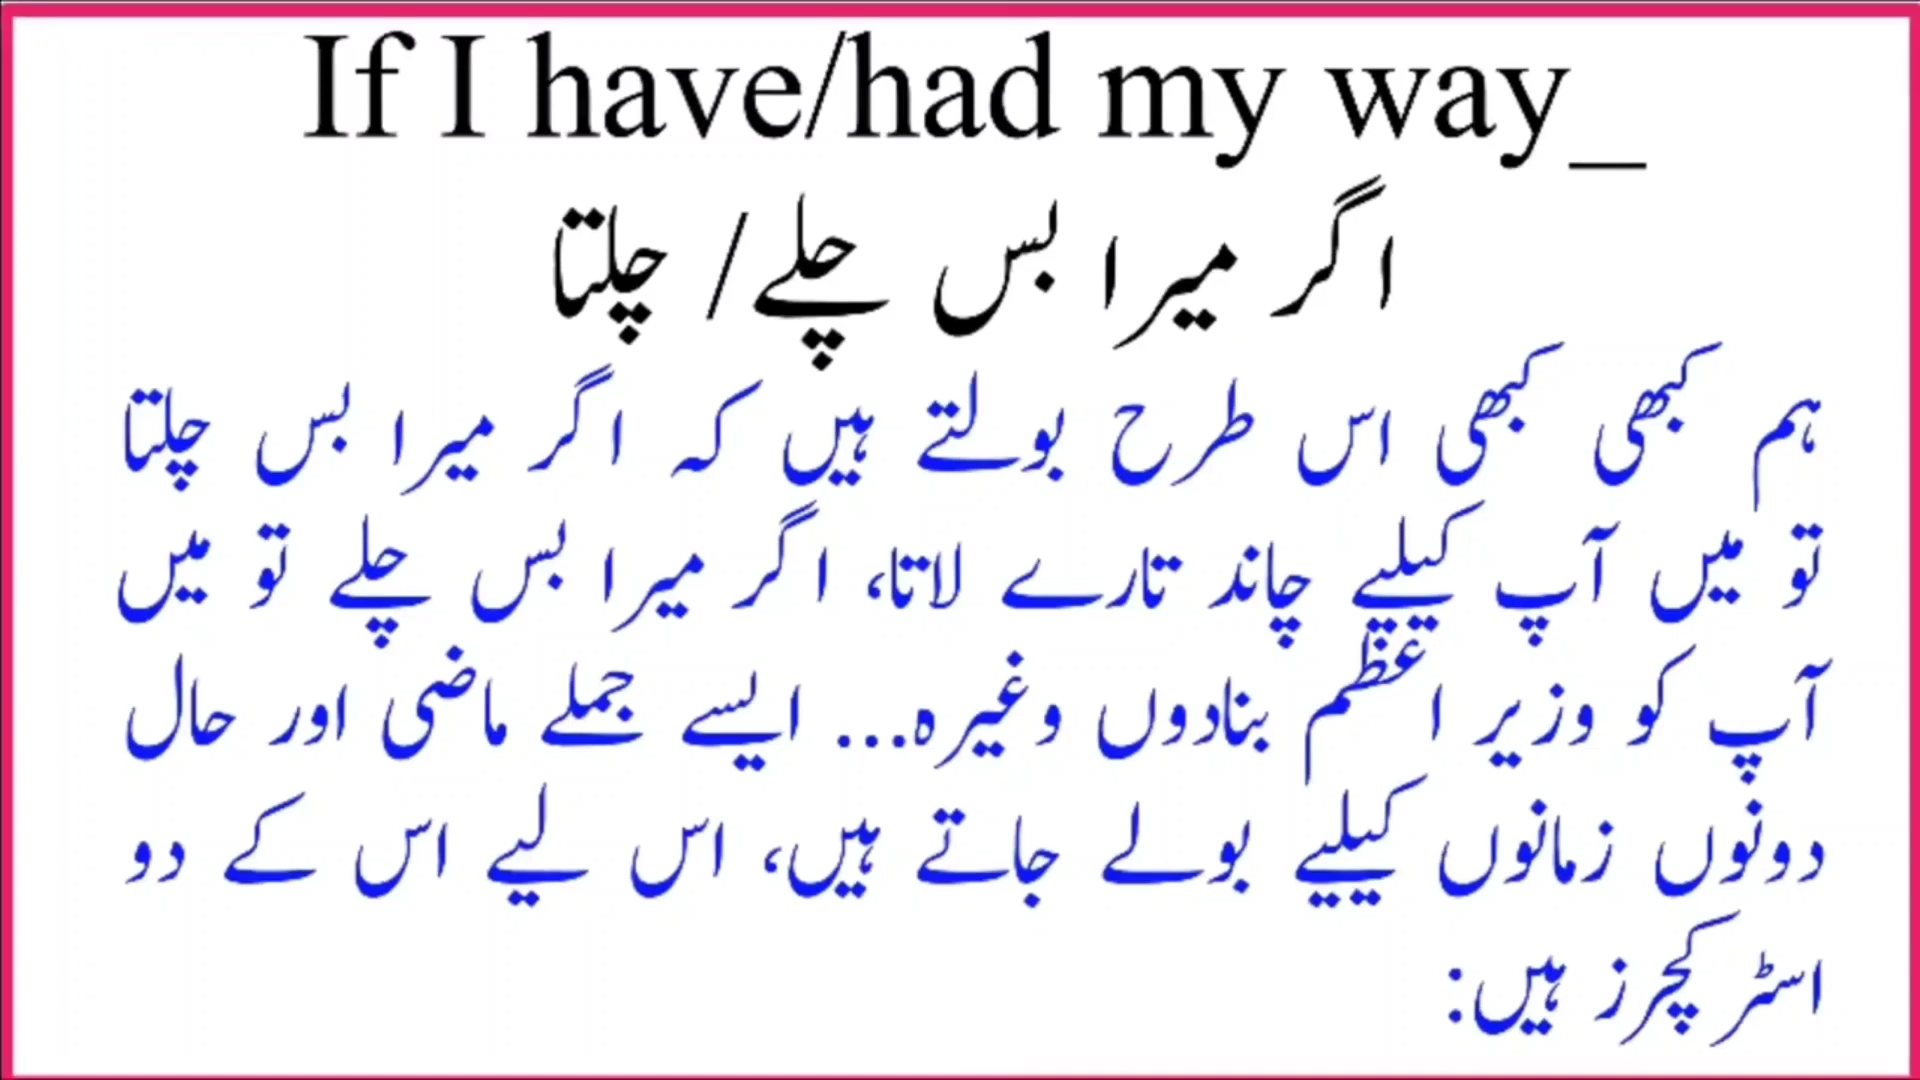 If I have/had my way_
اگر میرا بس چلے/ چلتا
ہم کبھی کبھی اس طرح بولتے ہیں کہ اگر میرا بس چلتا
تو میں آپ کیلیے چاند تارے لاتا، اگر میرا بس چلے تو میں
آپ کو وزیر اعظم بنادوں وغیرہ... ایسے جملے ماضی اور حال
دونوں زمانوں کیلیے بولے جاتے ہیں، اس لیے اس کے دو
اسٹرکچرز ہیں: